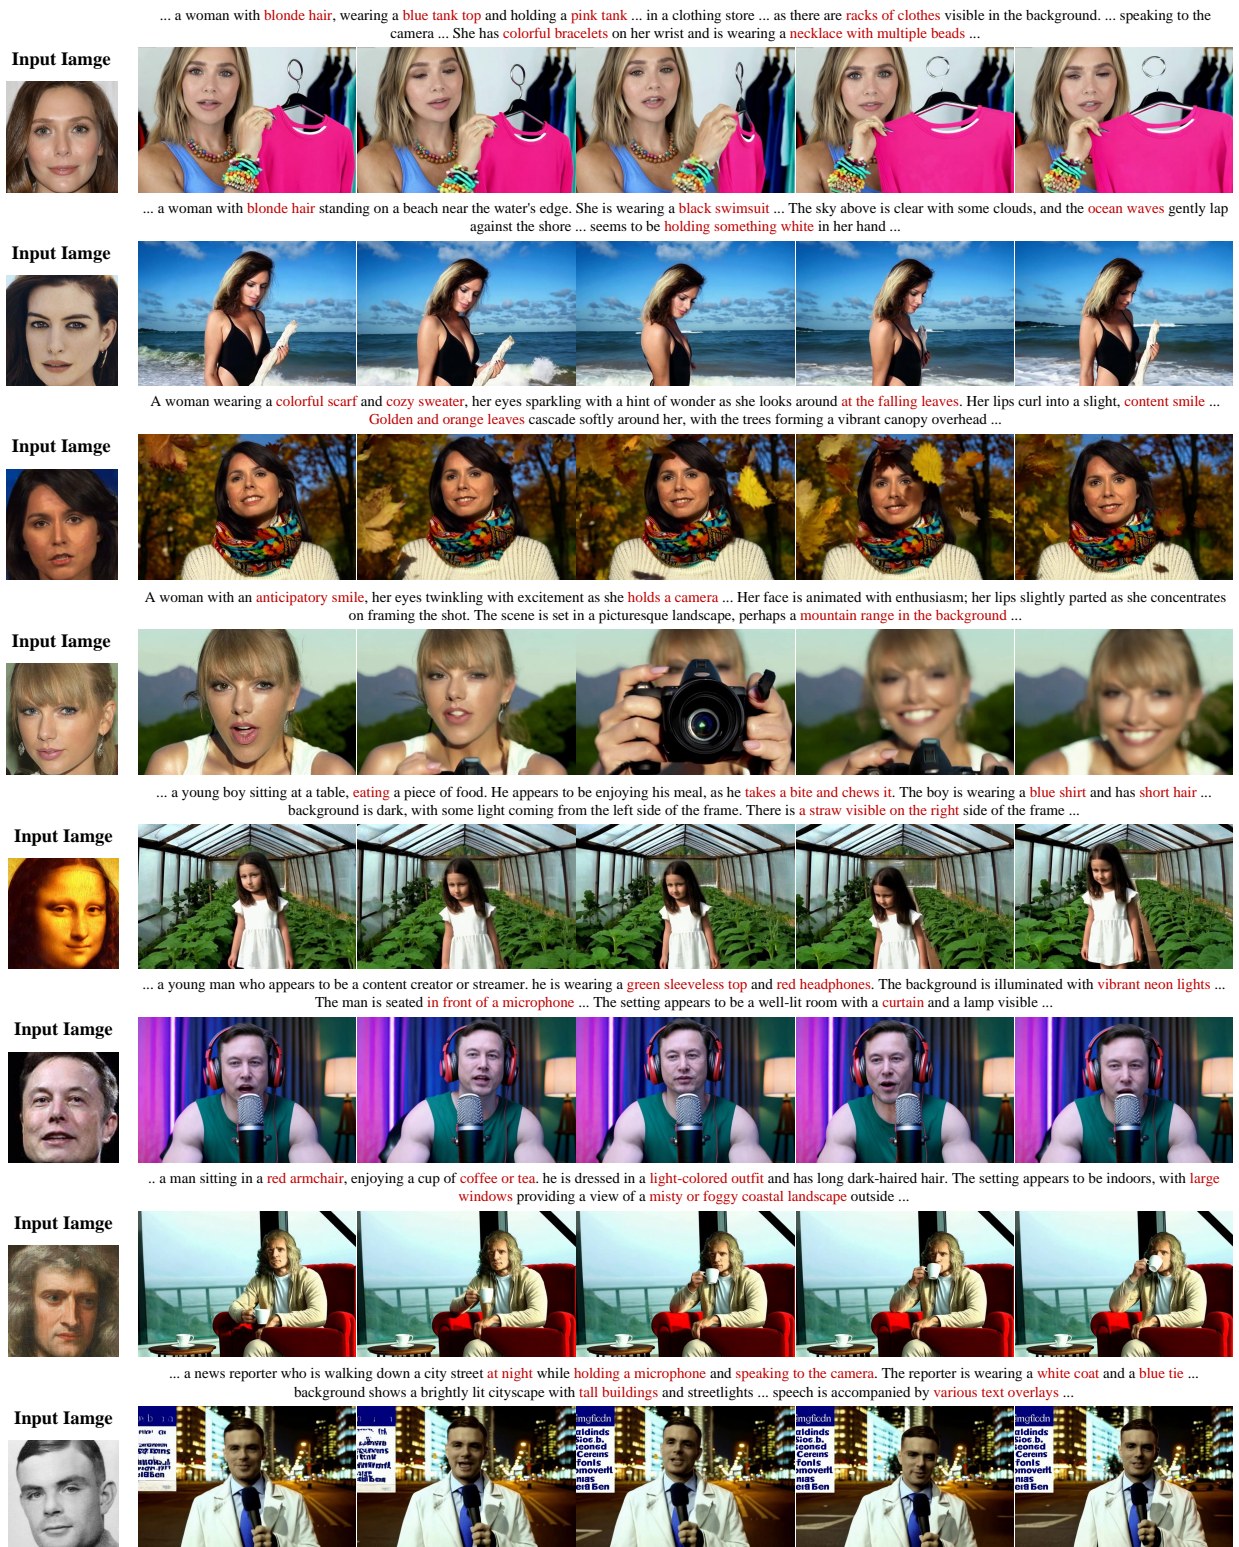 ... a woman with blonde hair, wearing a blue tank top and holding a pink tank ... in a clothing store ... as there are racks of clothes visible in the background. ... speaking to the
camera ... She has colorful bracelets on her wrist and is wearing a necklace with multiple beads ...
Input Iamge
... a woman with blonde hair standing on a beach near the water's edge. She is wearing a black swimsuit ... The sky above is clear with some clouds, and the ocean waves gently lap
against the shore ... seems to be holding something white in her hand ...
Input Iamge
A woman wearing a colorful scarf and cozy sweater, her eyes sparkling with a hint of wonder as she looks around at the falling leaves. Her lips curl into a slight, content smile ...
Golden and orange leaves cascade softly around her, with the trees forming a vibrant canopy overhead ...
Input Iamge
A woman with an anticipatory smile, her eyes twinkling with excitement as she holds a camera ... Her face is animated with enthusiasm; her lips slightly parted as she concentrates
on framing the shot. The scene is set in a picturesque landscape, perhaps a mountain range in the background ...
Input Iamge
... a young boy sitting at a table, eating a piece of food. He appears to be enjoying his meal, as he takes a bite and chews it. The boy is wearing a blue shirt and has short hair ...
background is dark, with some light coming from the left side of the frame. There is a straw visible on the right side of the frame ...
Input Iamge
... a young man who appears to be a content creator or streamer. he is wearing a green sleeveless top and red headphones. The background is illuminated with vibrant neon lights ...
The man is seated in front of a microphone ... The setting appears to be a well-lit room with a curtain and a lamp visible ...
Input Iamge
.. a man sitting in a red armchair, enjoying a cup of coffee or tea. he is dressed in a light-colored outfit and has long dark-haired hair. The setting appears to be indoors, with large
windows providing a view of a misty or foggy coastal landscape outside ...
Input Iamge
... a news reporter who is walking down a city street at night while holding a microphone and speaking to the camera. The reporter is wearing a white coat and a blue tie ...
background shows a brightly lit cityscape with tall buildings and streetlights ... speech is accompanied by various text overlays ...
Input Iamge